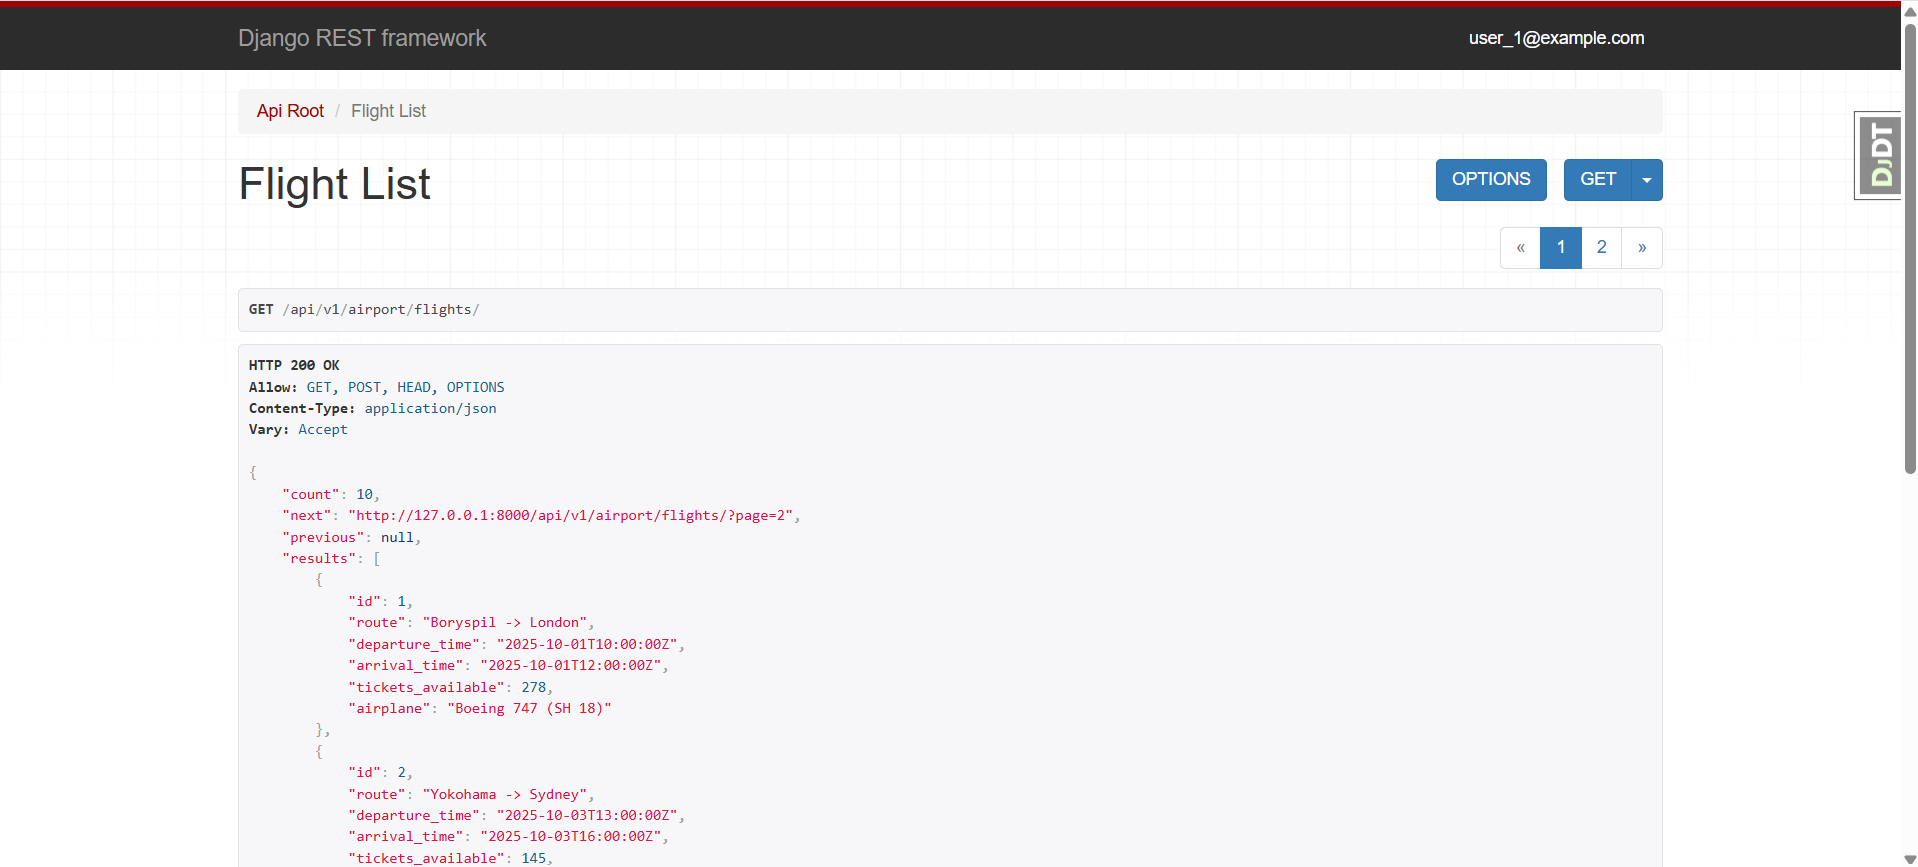 Django REST framework
user_1@example.com
Api Root / Flight List
DjDT
Flight List
OPTIONS
GET
« 1 2 »
GET /api/v1/airport/flights/
HTTP 200 OK
Allow: GET, POST, HEAD, OPTIONS
Content-Type: application/json
Vary: Accept
{
    "count": 10,
    "next": "http://127.0.0.1:8000/api/v1/airport/flights/?page=2",
    "previous": null,
    "results": [
        {
            "id": 1,
            "route": "Boryspil -> London",
            "departure_time": "2025-10-01T10:00:00Z",
            "arrival_time": "2025-10-01T12:00:00Z",
            "tickets_available": 278,
            "airplane": "Boeing 747 (SH 18)"
        },
        {
            "id": 2,
            "route": "Yokohama -> Sydney",
            "departure_time": "2025-10-03T13:00:00Z",
            "arrival_time": "2025-10-03T16:00:00Z",
            "tickets_available": 145,